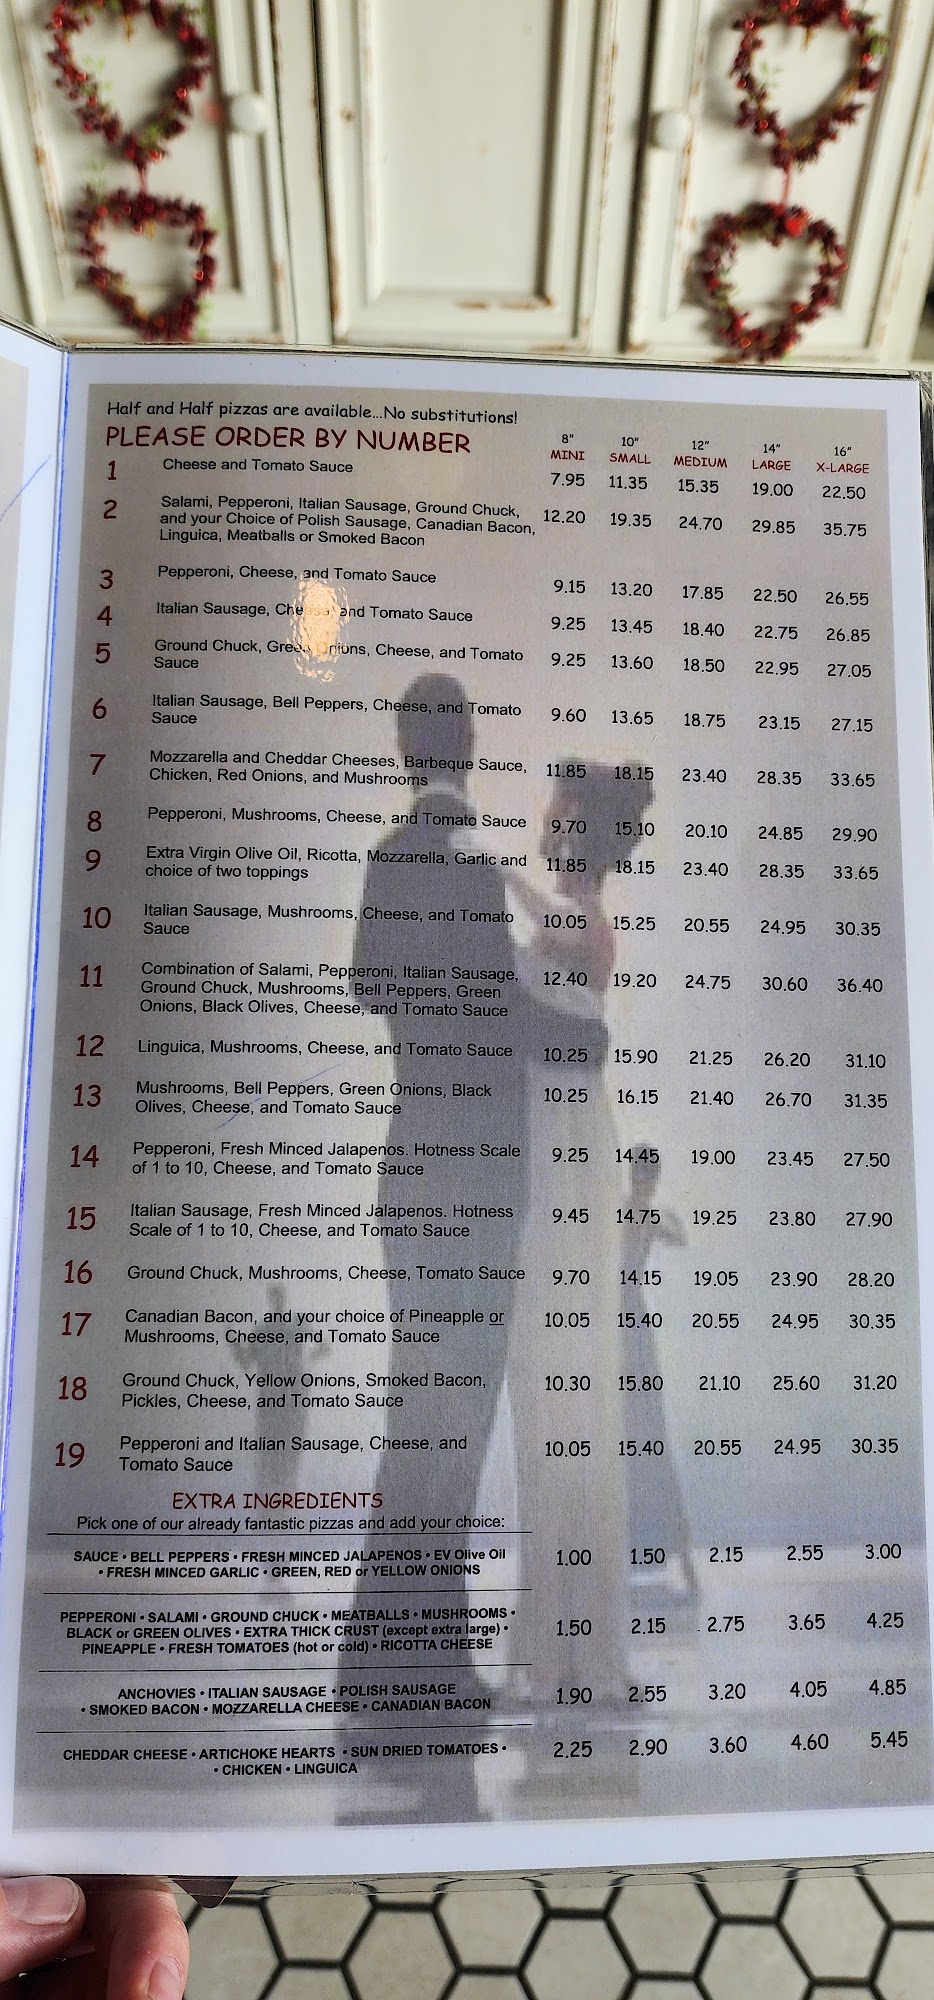 Half and Half pizzas are available...No substitutions!
PLEASE ORDER BY NUMBER
8" 10" 12" 14" 16"
MINI SMALL MEDIUM LARGE X-LARGE
1 Cheese and Tomato Sauce 7.95 11.35 15.35 19.00 22.50
2 Salami, Pepperoni, Italian Sausage, Ground Chuck,
and your Choice of Polish Sausage, Canadian Bacon, 12.20 19.35 24.70 29.85 35.75
Linguica, Meatballs or Smoked Bacon
3 Pepperoni, Cheese, and Tomato Sauce 9.15 13.20 17.85 22.50 26.55
4 Italian Sausage, Cheese, and Tomato Sauce 9.25 13.45 18.40 22.75 26.85
5 Ground Chuck, Green Onions, Cheese, and Tomato
Sauce 9.25 13.60 18.50 22.95 27.05
6 Italian Sausage, Bell Peppers, Cheese, and Tomato
Sauce 9.60 13.65 18.75 23.15 27.15
7 Mozzarella and Cheddar Cheeses, Barbeque Sauce,
Chicken, Red Onions, and Mushrooms 11.85 18.15 23.40 28.35 33.65
8 Pepperoni, Mushrooms, Cheese, and Tomato Sauce 9.70 15.10 20.10 24.85 29.90
9 Extra Virgin Olive Oil, Ricotta, Mozzarella, Garlic and
choice of two toppings 11.85 18.15 23.40 28.35 33.65
10 Italian Sausage, Mushrooms, Cheese, and Tomato
Sauce 10.05 15.25 20.55 24.95 30.35
11 Combination of Salami, Pepperoni, Italian Sausage,
Ground Chuck, Mushrooms, Bell Peppers, Green 12.40 19.20 24.75 30.60 36.40
Onions, Black Olives, Cheese, and Tomato Sauce
12 Linguica, Mushrooms, Cheese, and Tomato Sauce 10.25 15.90 21.25 26.20 31.10
13 Mushrooms, Bell Peppers, Green Onions, Black
Olives, Cheese, and Tomato Sauce 10.25 16.15 21.40 26.70 31.35
14 Pepperoni, Fresh Minced Jalapenos. Hotness Scale
of 1 to 10, Cheese, and Tomato Sauce 9.25 14.45 19.00 23.45 27.50
15 Italian Sausage, Fresh Minced Jalapenos. Hotness
Scale of 1 to 10, Cheese, and Tomato Sauce 9.45 14.75 19.25 23.80 27.90
16 Ground Chuck, Mushrooms, Cheese, Tomato Sauce 9.70 14.15 19.05 23.90 28.20
17 Canadian Bacon, and your choice of Pineapple or
Mushrooms, Cheese, and Tomato Sauce 10.05 15.40 20.55 24.95 30.35
18 Ground Chuck, Yellow Onions, Smoked Bacon,
Pickles, Cheese, and Tomato Sauce 10.30 15.80 21.10 25.60 31.20
19 Pepperoni and Italian Sausage, Cheese, and
Tomato Sauce 10.05 15.40 20.55 24.95 30.35
EXTRA INGREDIENTS
Pick one of our already fantastic pizzas and add your choice:
SAUCE • BELL PEPPERS • FRESH MINCED JALAPENOS • EV Olive Oil
• FRESH MINCED GARLIC • GREEN, RED or YELLOW ONIONS 1.00 1.50 2.15 2.55 3.00
PEPPERONI • SALAMI • GROUND CHUCK • MEATBALLS • MUSHROOMS •
BLACK or GREEN OLIVES • EXTRA THICK CRUST (except extra large) • 1.50 2.15 2.75 3.65 4.25
PINEAPPLE • FRESH TOMATOES (hot or cold) • RICOTTA CHEESE
ANCHOVIES • ITALIAN SAUSAGE • POLISH SAUSAGE
• SMOKED BACON • MOZZARELLA CHEESE • CANADIAN BACON 1.90 2.55 3.20 4.05 4.85
CHEDDAR CHEESE • ARTICHOKE HEARTS • SUN DRIED TOMATOES • 2.25 2.90 3.60 4.60 5.45
• CHICKEN • LINGUICA